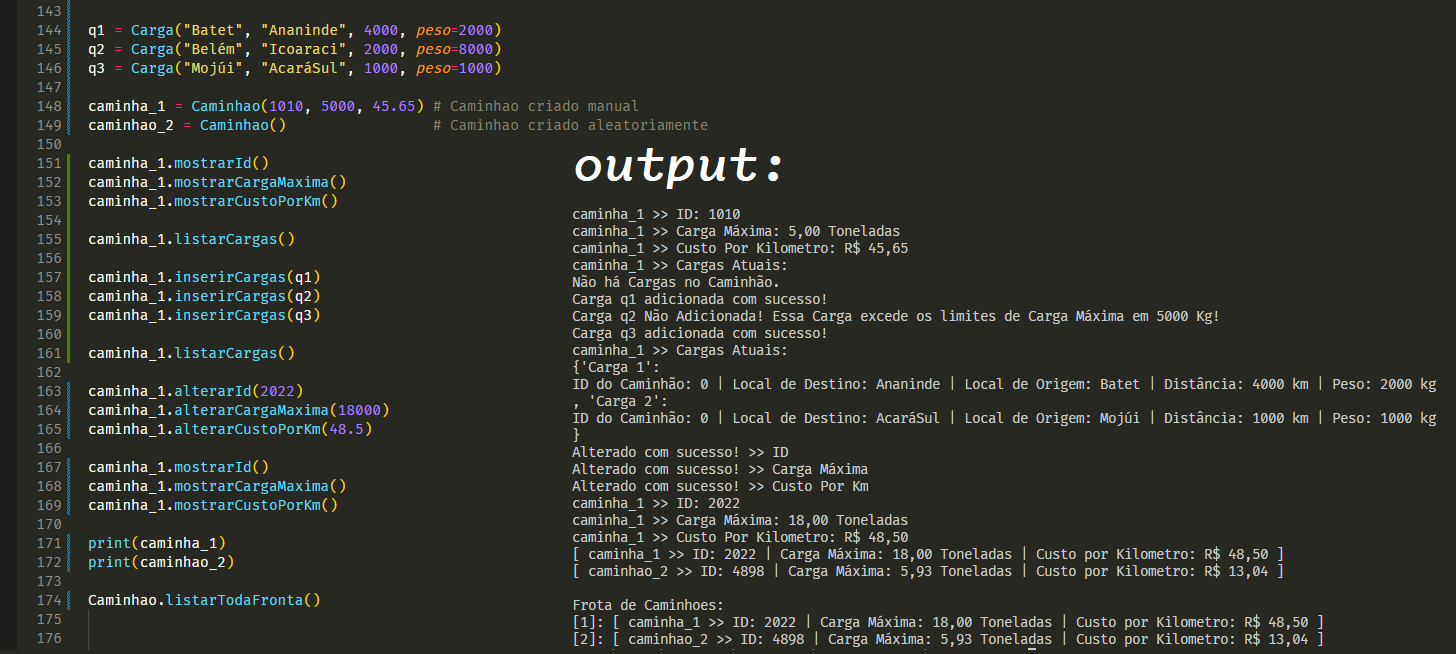 143
144 q1 = Carga("Batet", "Ananinde", 4000, peso=2000)
145 q2 = Carga("Belém", "Icoaraci", 2000, peso=8000)
146 q3 = Carga("Mojúi", "AcaráSul", 1000, peso=1000)
147
148 caminha_1 = Caminhao(1010, 5000, 45.65) # Caminhao criado manual
149 caminhao_2 = Caminhao() # Caminhao criado aleatoriamente
150
151 caminha_1.mostrarId()
152 caminha_1.mostrarCargaMaxima()
153 caminha_1.mostrarCustoPorKm()
154
155 caminha_1.listarCargas()
156
157 caminha_1.inserirCargas(q1)
158 caminha_1.inserirCargas(q2)
159 caminha_1.inserirCargas(q3)
160
161 caminha_1.listarCargas()
162
163 caminha_1.alterarId(2022)
164 caminha_1.alterarCargaMaxima(18000)
165 caminha_1.alterarCustoPorKm(48.5)
166
167 caminha_1.mostrarId()
168 caminha_1.mostrarCargaMaxima()
169 caminha_1.mostrarCustoPorKm()
170
171 print(caminha_1)
172 print(caminhao_2)
173
174 Caminhao.listarTodaFronta()
175
176
output:
caminha_1 >> ID: 1010
caminha_1 >> Carga Máxima: 5,00 Toneladas
caminha_1 >> Custo Por Kilometro: R$ 45,65
caminha_1 >> Cargas Atuais:
Não há Cargas no Caminhão.
Carga q1 adicionada com sucesso!
Carga q2 Não Adicionada! Essa Carga excede os limites de Carga Máxima em 5000 Kg!
Carga q3 adicionada com sucesso!
caminha_1 >> Cargas Atuais:
{'Carga 1':
ID do Caminhão: 0 | Local de Destino: Ananinde | Local de Origem: Batet | Distância: 4000 km | Peso: 2000 kg
, 'Carga 2':
ID do Caminhão: 0 | Local de Destino: AcaráSul | Local de Origem: Mojúi | Distância: 1000 km | Peso: 1000 kg
}
Alterado com sucesso! >> ID
Alterado com sucesso! >> Carga Máxima
Alterado com sucesso! >> Custo Por Km
caminha_1 >> ID: 2022
caminha_1 >> Carga Máxima: 18,00 Toneladas
caminha_1 >> Custo Por Kilometro: R$ 48,50
[ caminha_1 >> ID: 2022 | Carga Máxima: 18,00 Toneladas | Custo por Kilometro: R$ 48,50 ]
[ caminhao_2 >> ID: 4898 | Carga Máxima: 5,93 Toneladas | Custo por Kilometro: R$ 13,04 ]
Frota de Caminhoes:
[1]: [ caminha_1 >> ID: 2022 | Carga Máxima: 18,00 Toneladas | Custo por Kilometro: R$ 48,50 ]
[2]: [ caminhao_2 >> ID: 4898 | Carga Máxima: 5,93 Toneladas | Custo por Kilometro: R$ 13,04 ]